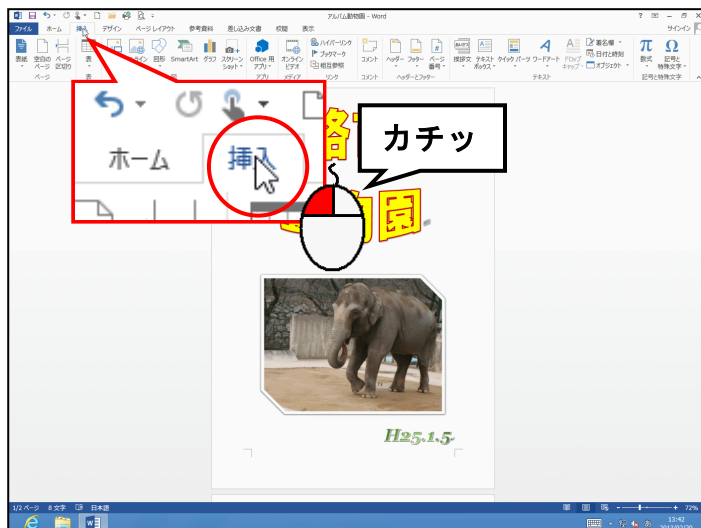 アルバム動物園 - Word
ファイル ホーム 挿入 デザイン ページ レイアウト 参考資料 差し込み文書 校閲 表示 サインイン
表紙 空白の ページ 表 図形 SmartArt グラフ スクリーン Office 用 オンライン ハイパーリンク コメント ヘッダー フッター ページ 挨拶文 テキスト クイック パーツ ワードアート ドロップ 署名欄 数式 記号と
ページ 区切り ショット アプリ ビデオ ブックマーク 相互参照 番号 ボックス キャップ 日付と時刻 オブジェクト 特殊文字
ページ 表 図 アプリ メディア リンク コメント ヘッダーとフッター テキスト 記号と特殊文字
ホーム 挿入
カチッ
園
H25.1.5
1/2 ページ 8 文字 日本語 72%
13:42